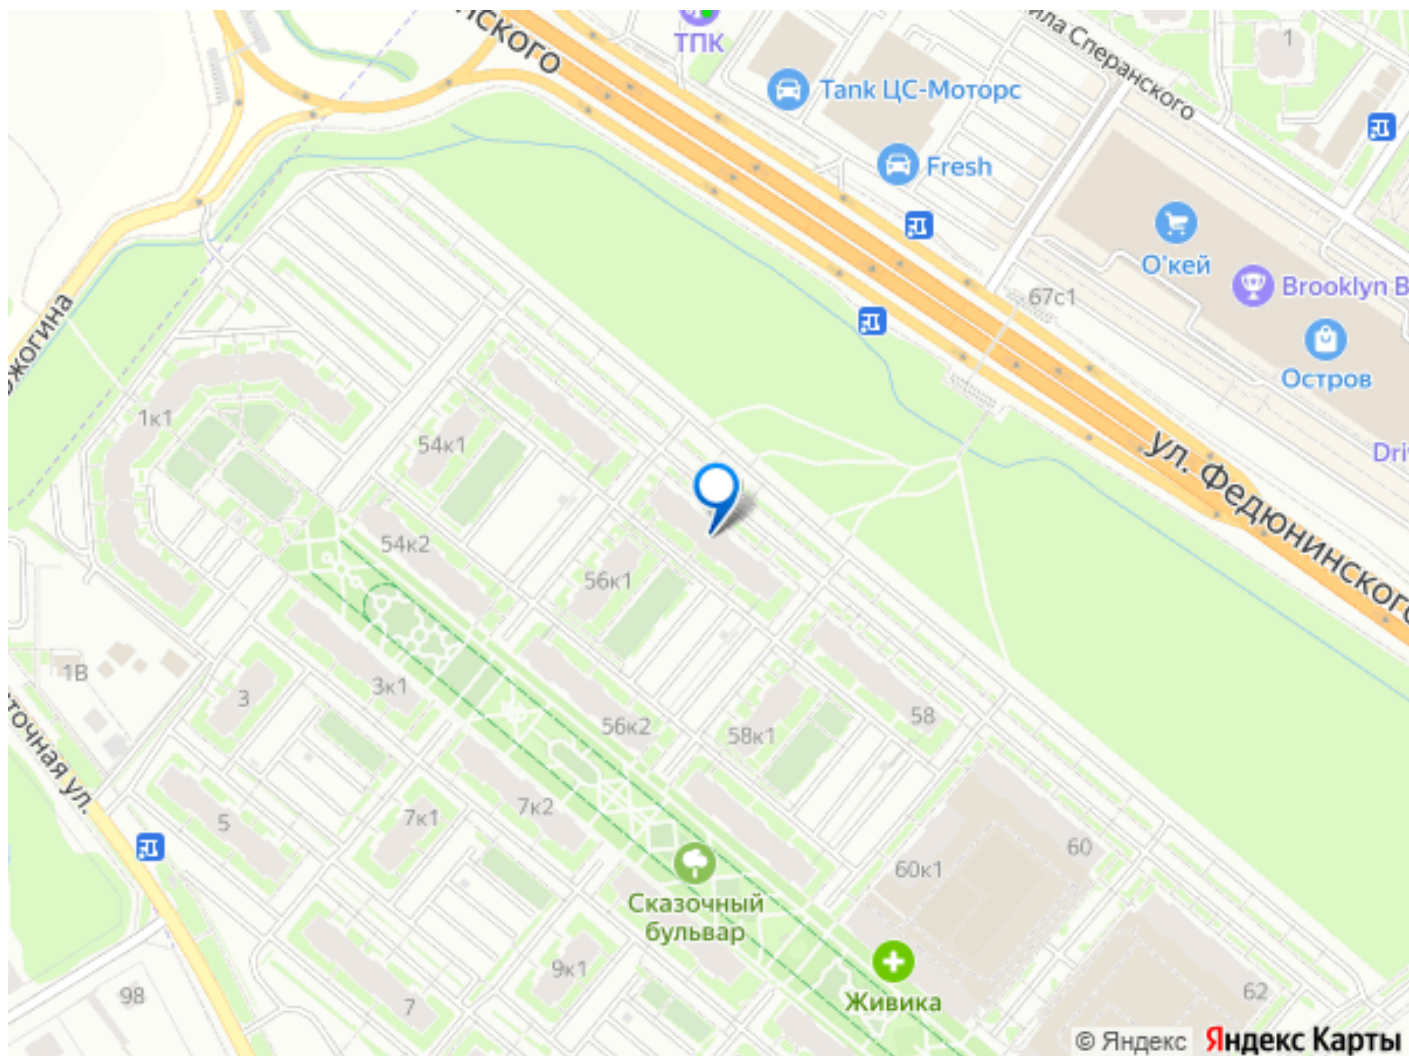 нского
ТПК
ила Сперанского
1
Tank ЦС-Моторс
Fresh
О'кей
67с1
Brooklyn B
Остров
Dri
ожогина
1к1
54к1
ул. Федюнинского
54к2
56к1
1В
3
3к1
56к2
58к1
58
точная ул.
5
7к1
7к2
60
60к1
Сказочный
бульвар
9к1
7
98
Живика
62
© Яндекс
Яндекс Карты